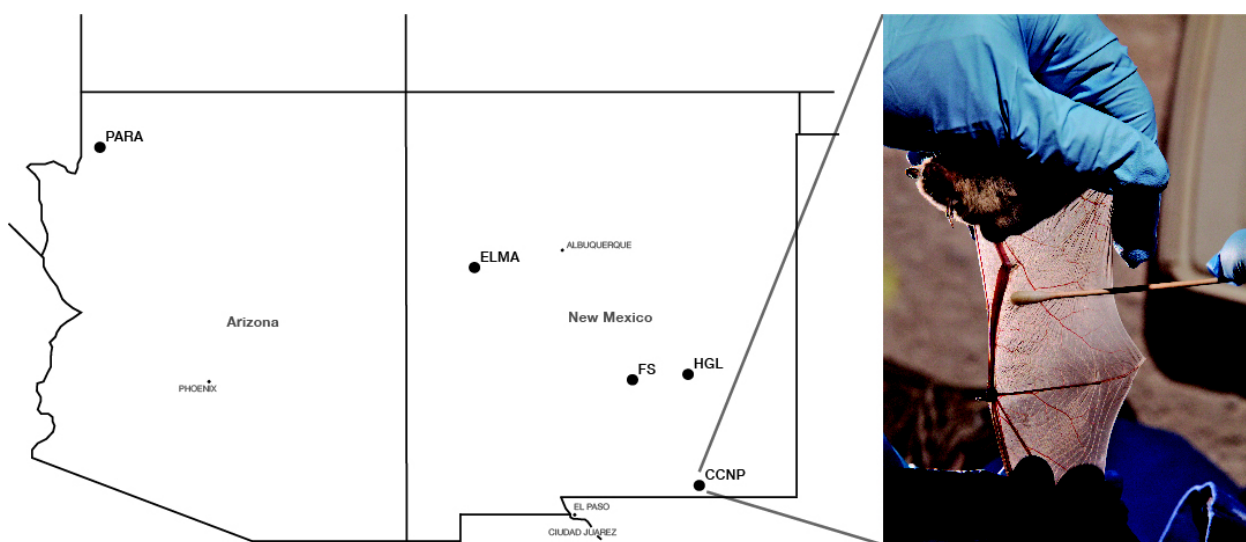 PARA
ELMA
ALBUQUERQUE
Arizona
New Mexico
PHOENIX
FS
HGL
CCNP
EL PASO
CIUDAD JUAREZ